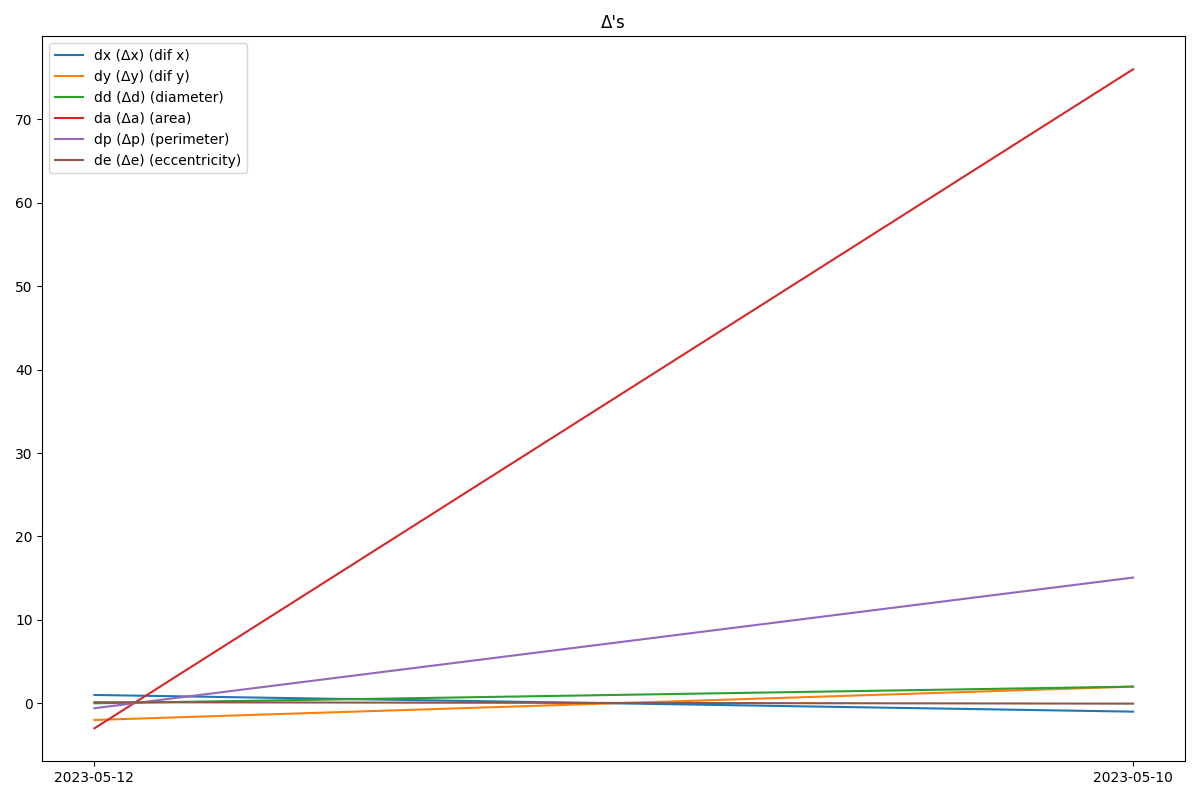 Δ's
dx (Δx) (dif x)
dy (Δy) (dif y)
dd (Δd) (diameter)
da (Δa) (area)
dp (Δp) (perimeter)
de (Δe) (eccentricity)
70
60
50
40
30
20
10
0
2023-05-12
2023-05-10